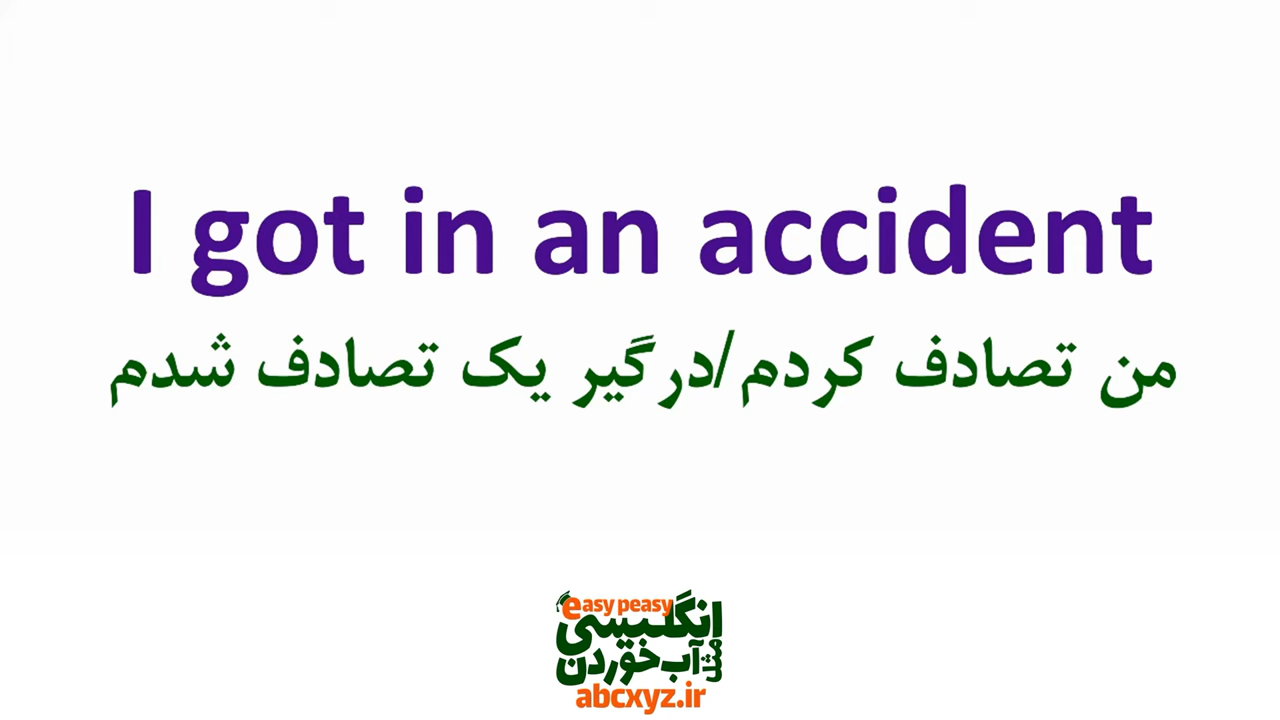 I got in an accident
من تصادف کردم/درگیر یک تصادف شدم
easy peasy
انگلیسی
مثل
آب خوردن
abcxyz.ir